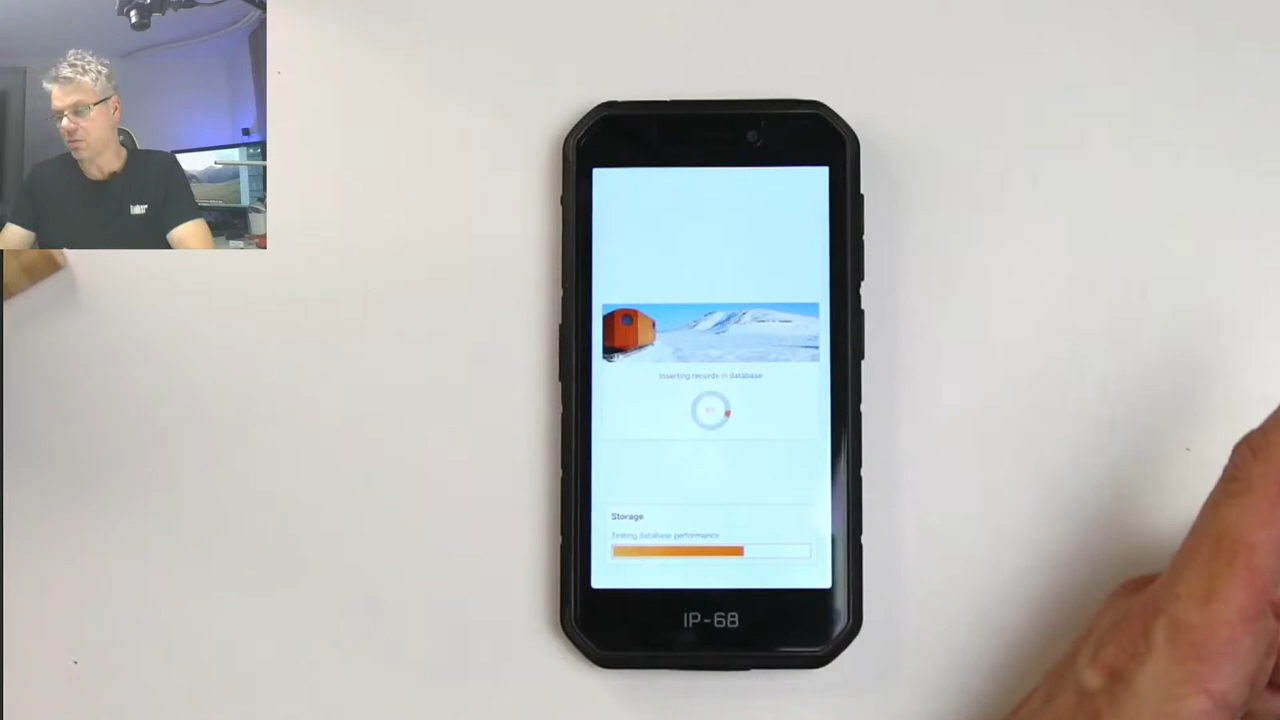 Inserting records in database
Storage
Testing database performance
IP-68